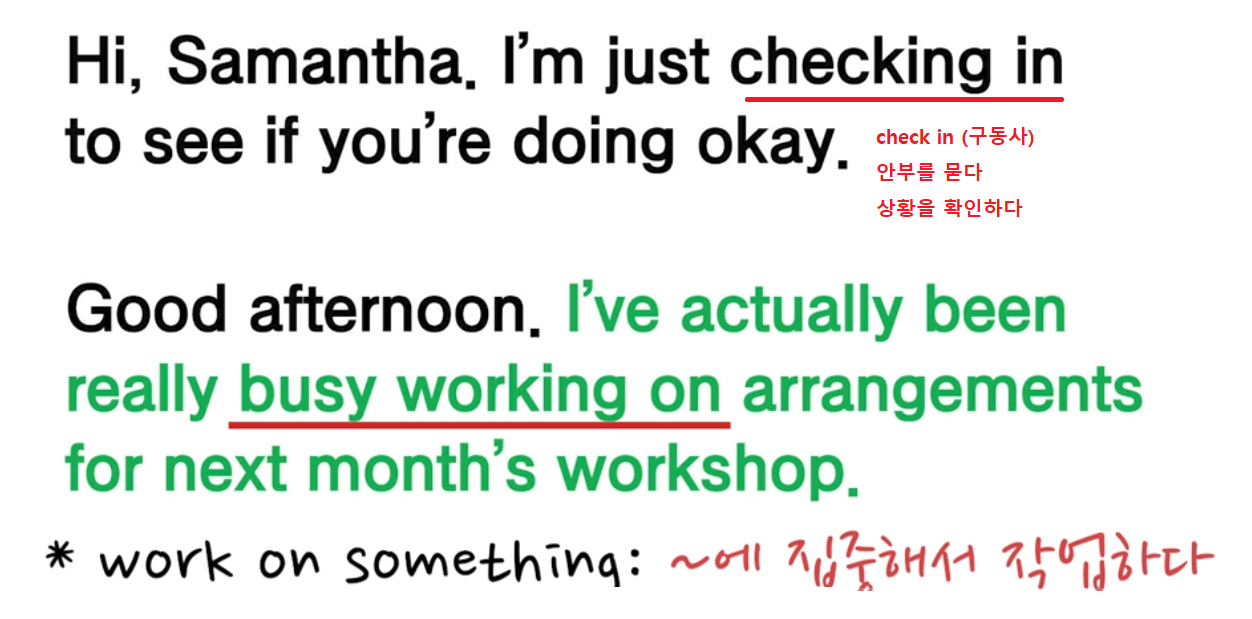 Hi, Samantha. I'm just checking in
to see if you're doing okay.
check in (구동사)
안부를 묻다
상황을 확인하다
Good afternoon. I've actually been
really busy working on arrangements
for next month's workshop.
* work on something: ~에 집중해서 작업하다